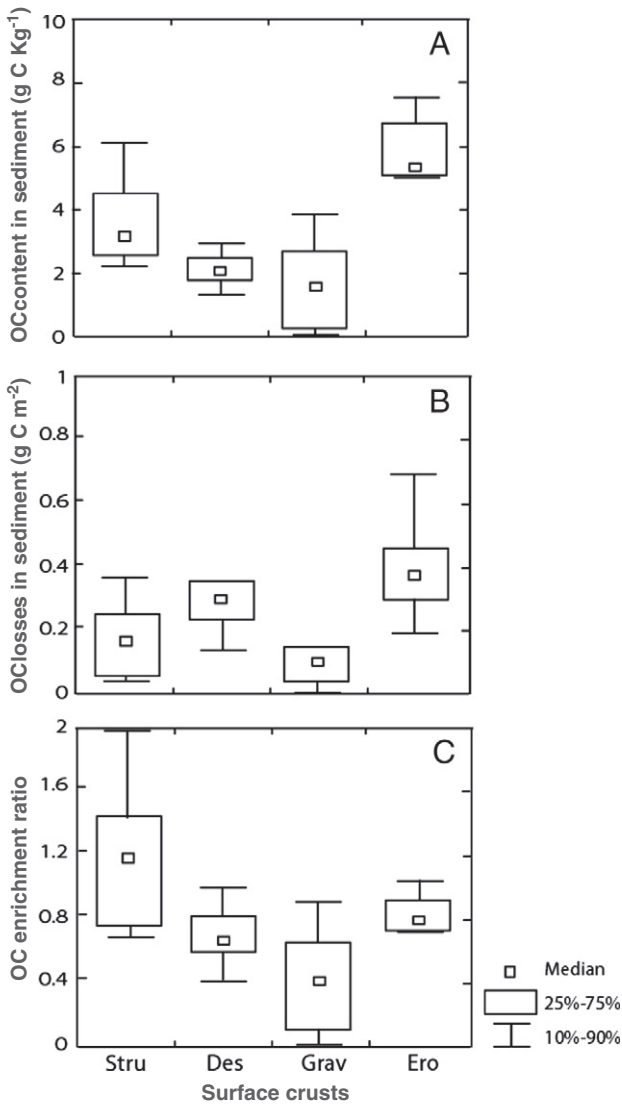 OCcontent in sediment (g C Kg⁻¹)
10
8
6
4
2
0
A
OClosses in sediment (g C m⁻²)
1
0.8
0.6
0.4
0.2
0
B
OC enrichment ratio
2
1.6
1.2
0.8
0.4
0
C
Stru Des Grav Ero
Surface crusts
Median
25%-75%
10%-90%